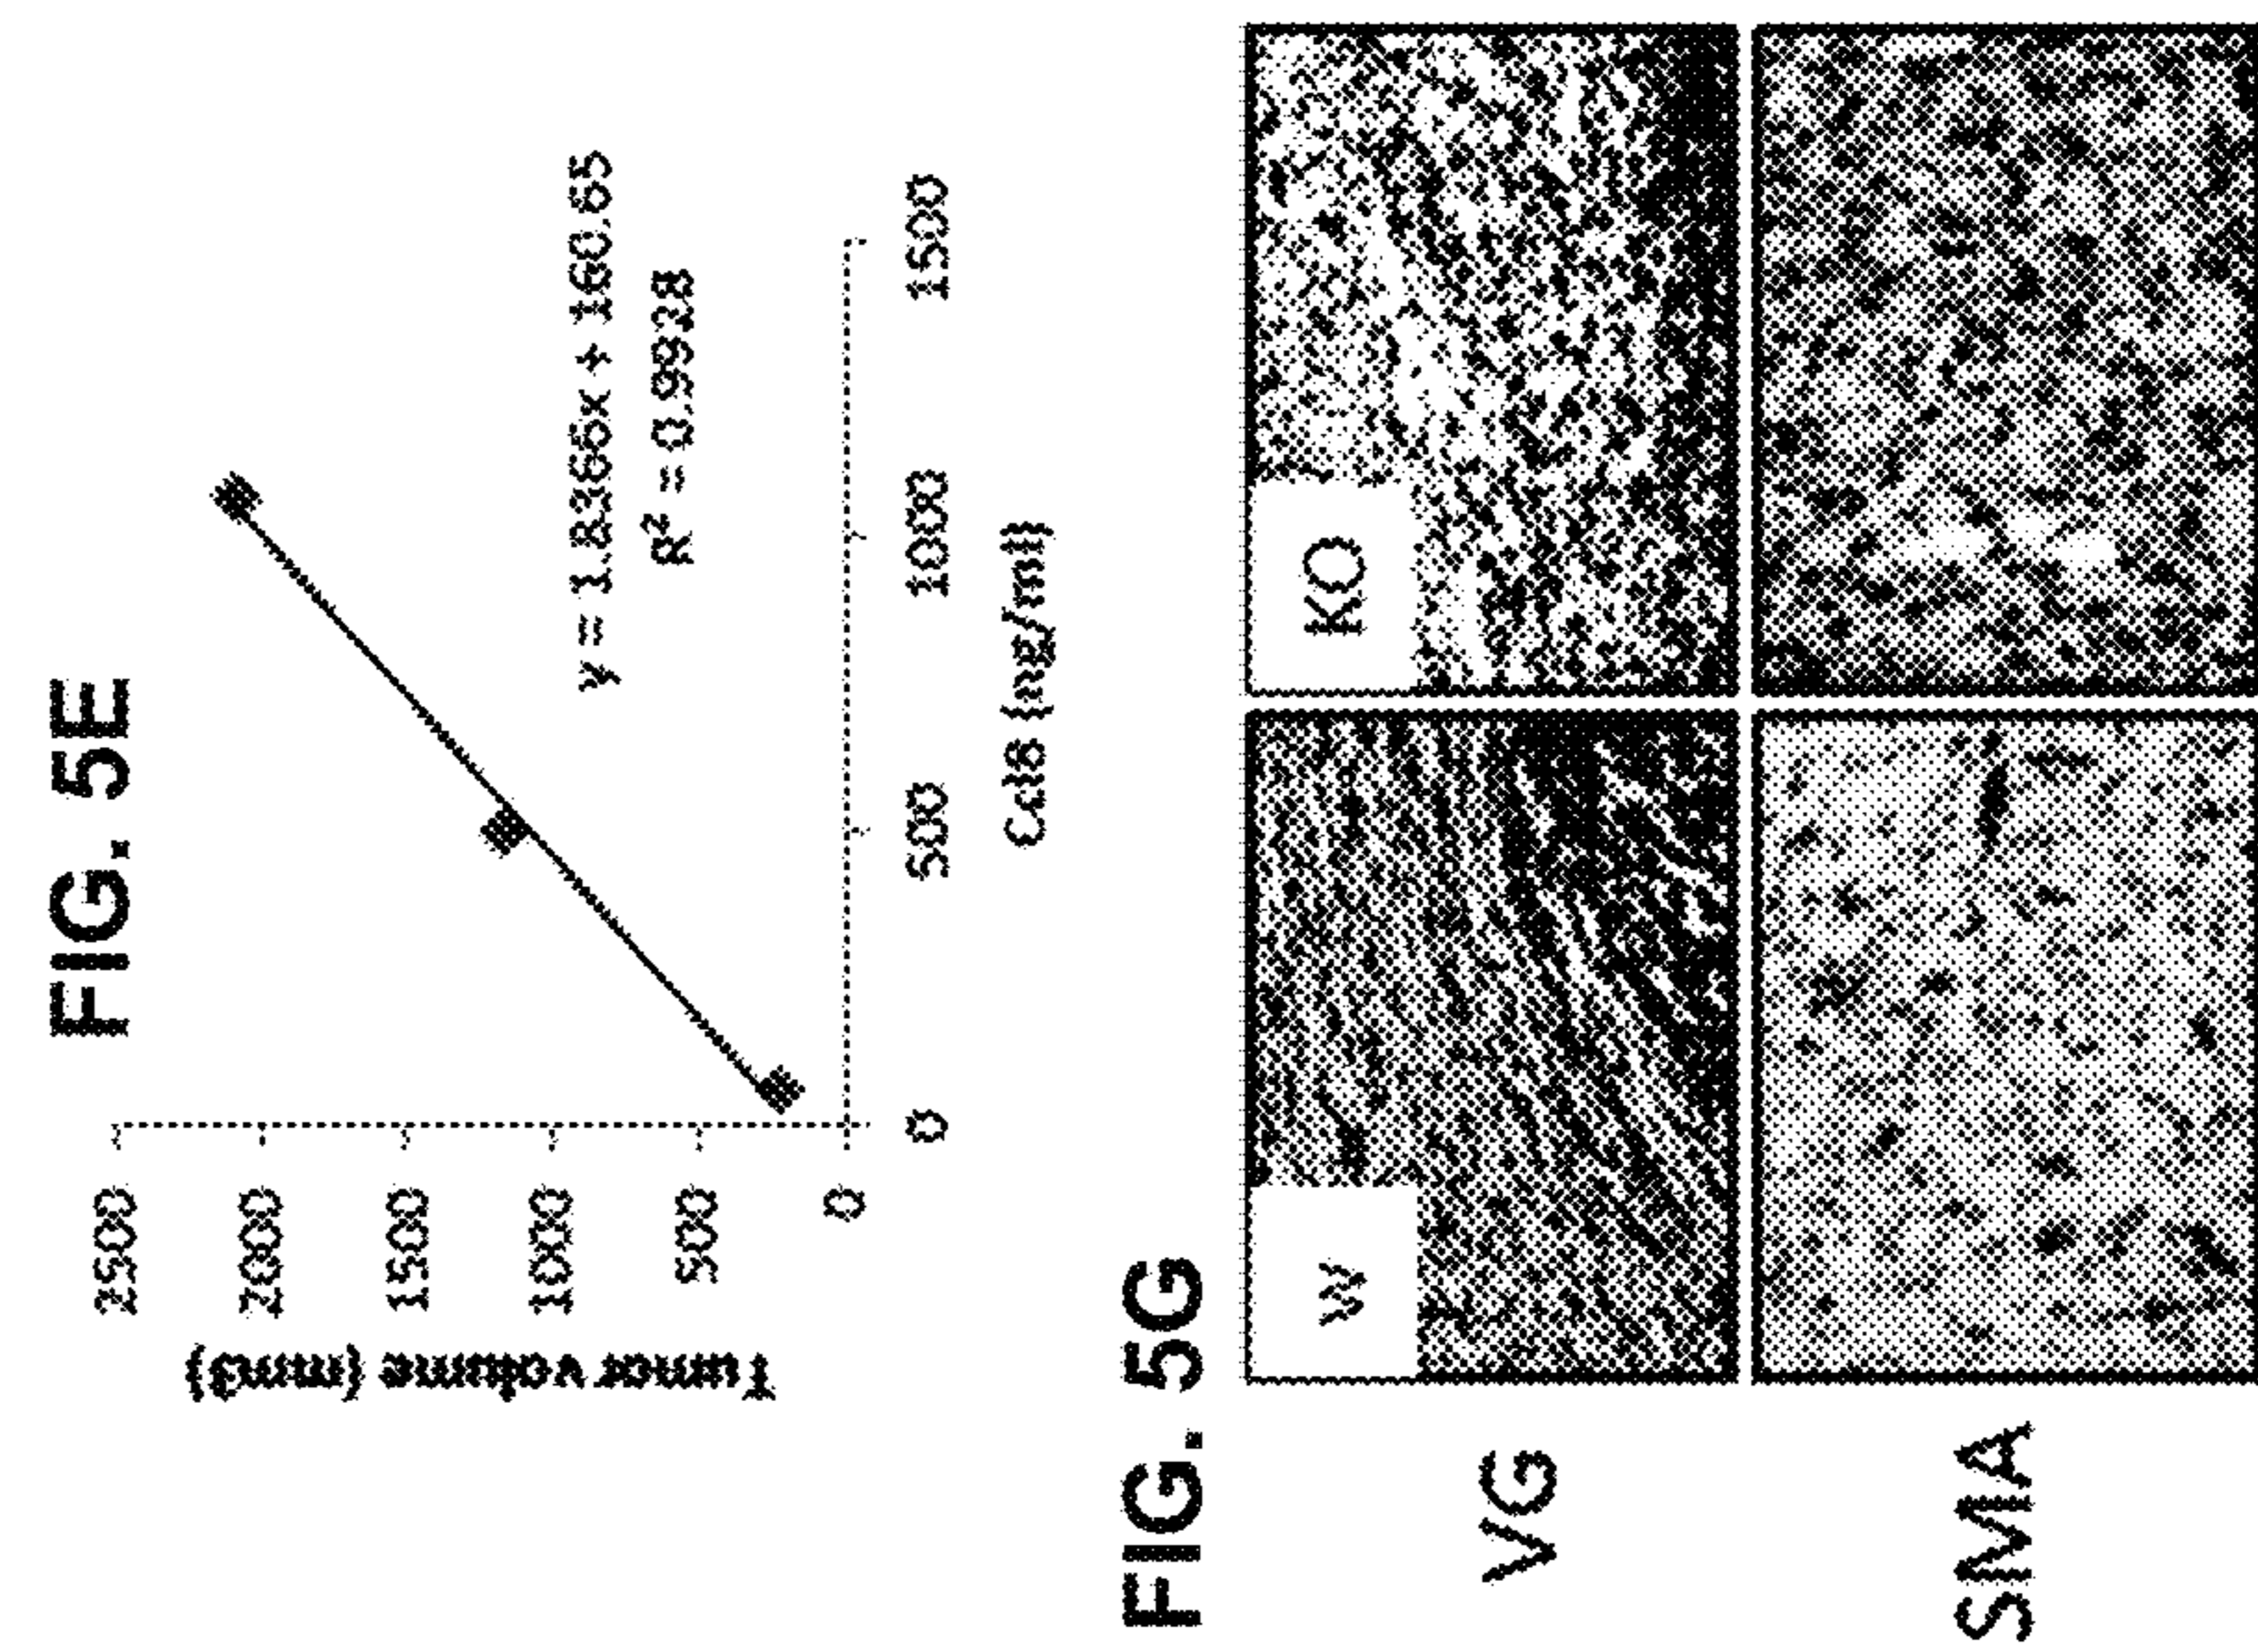 FIG. 5E
2500
2000
1500
1000
500
0
Tumor volume (mm3)
y = 1.8366x + 160.65
R² = 0.9938
0
500
1000
1500
Ccl8 (ng/ml)
FIG. 5G
W
KO
VG
SMA